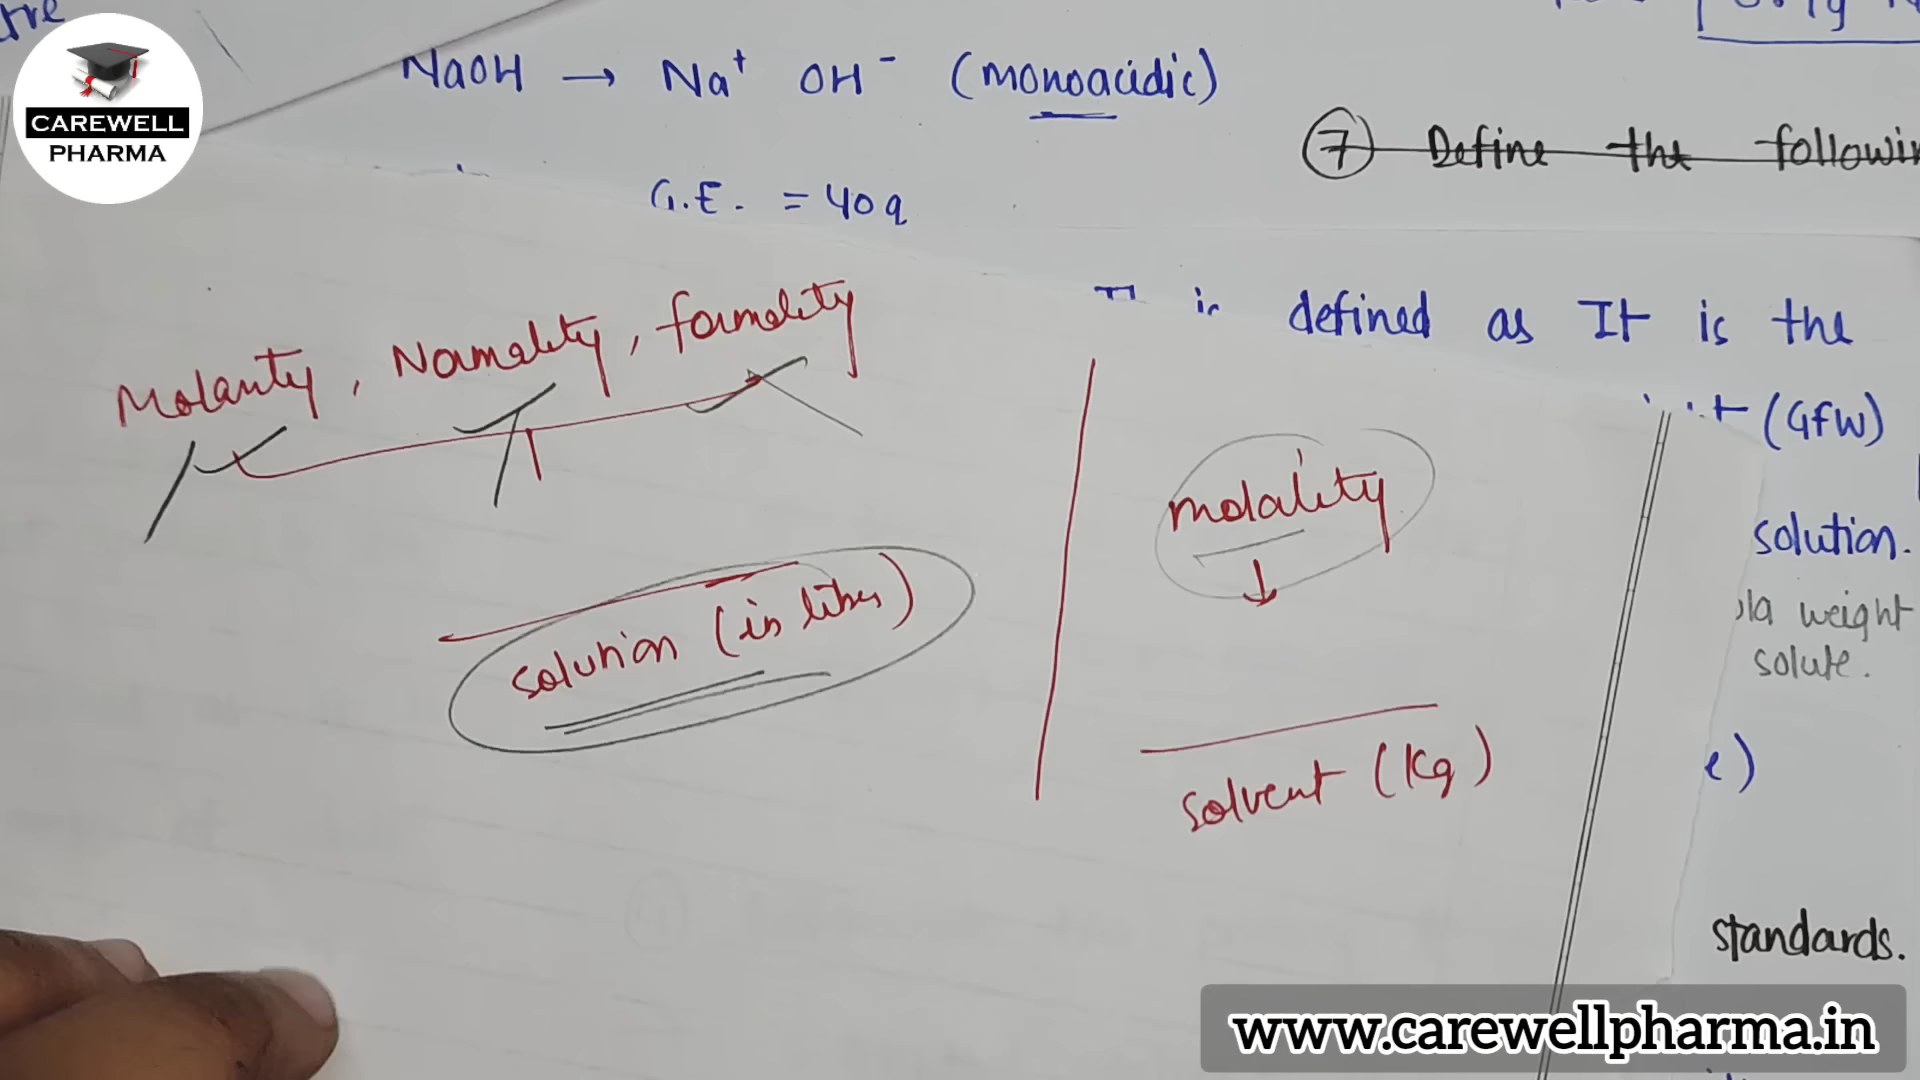 CAREWELL
PHARMA
NaOH → Na⁺ OH⁻ (monoacidic)
⑦ Define the followin
G.E. = 40g
defined as It is the
(GFW)
solution.
weight
solute.
e)
standards.
Molarity, Normality, formality
solution (in liters)
molality
↓
solvent (Kg)
www.carewellpharma.in